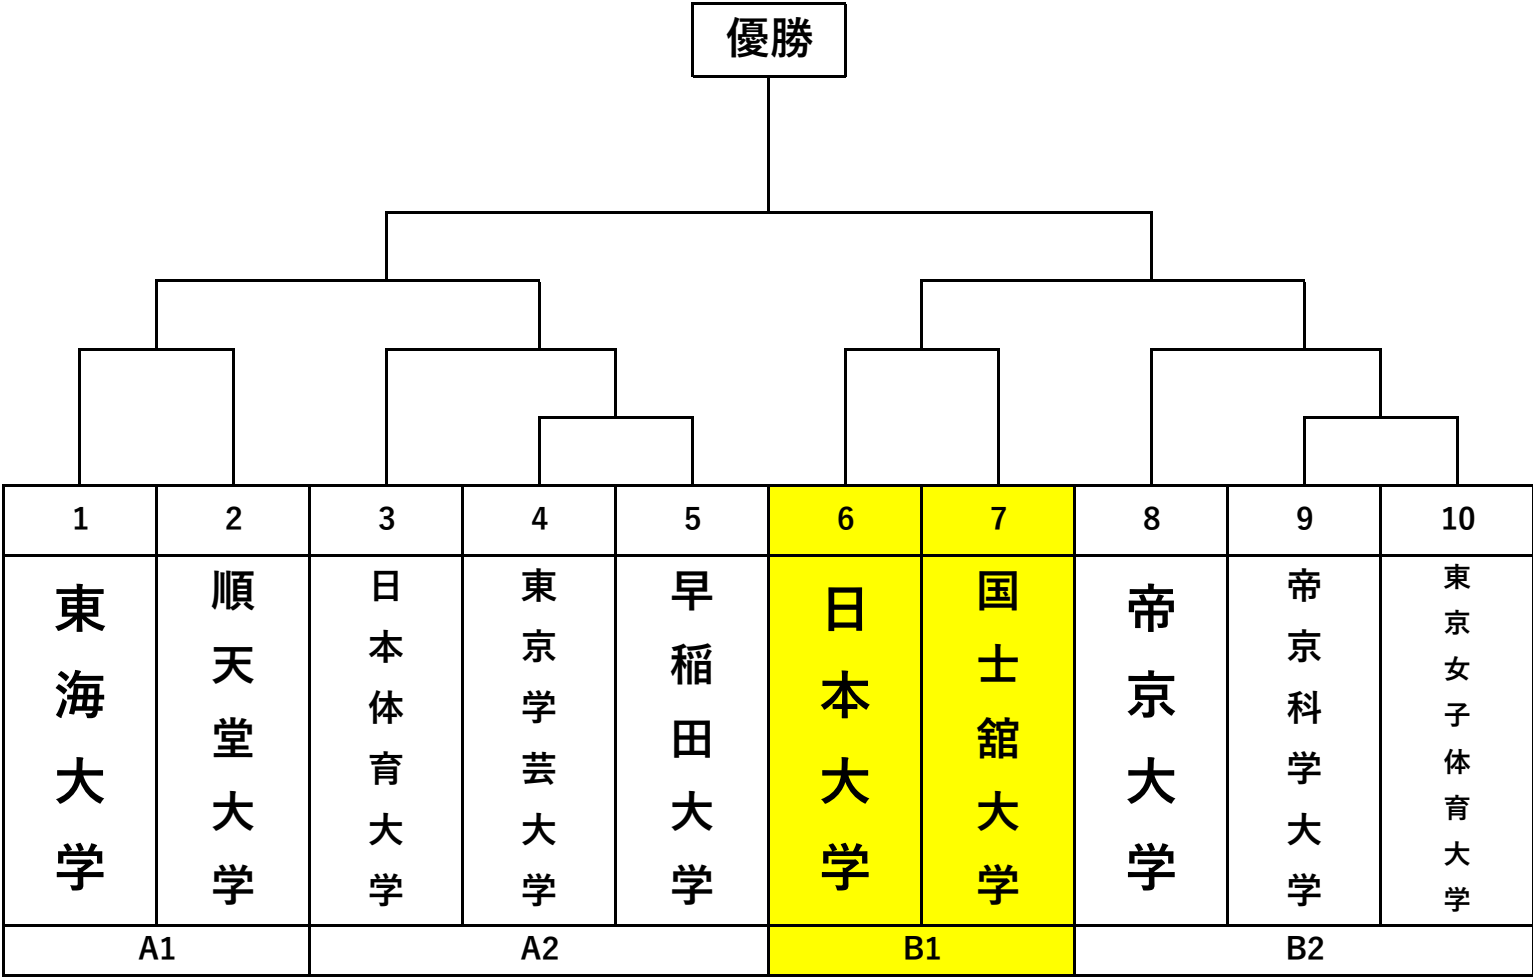 優勝
1
2
3
4
5
6
7
8
9
10
東海大学
順天堂大学
日本体育大学
東京学芸大学
早稲田大学
日本大学
国士舘大学
帝京大学
帝京科学大学
東京女子体育大学
A1
A2
B1
B2